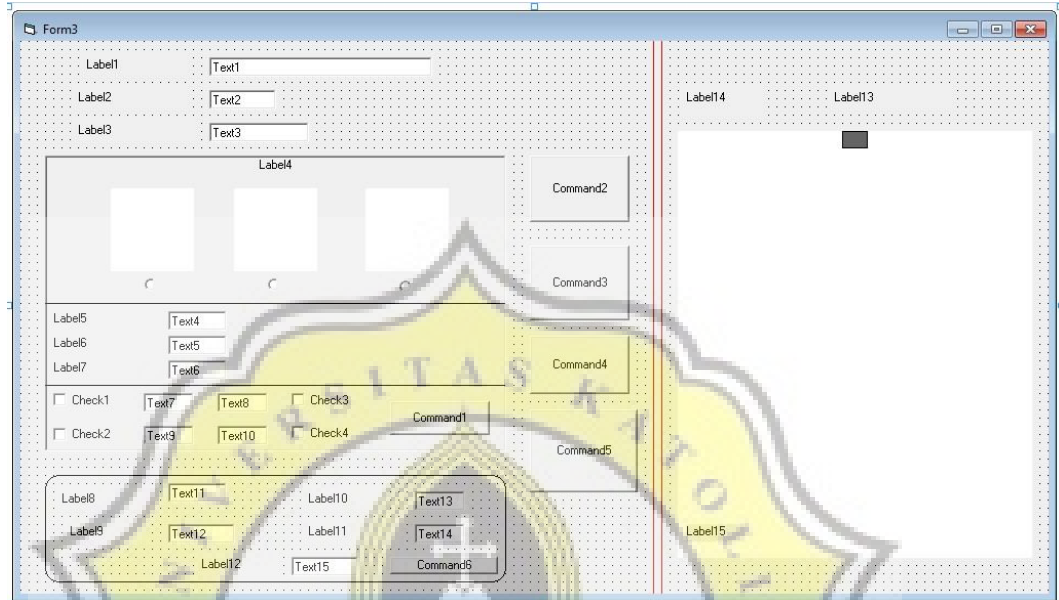 Form3
Label1 Text1
Label2 Text2
Label3 Text3
Label14 Label13
Label4
Command2
Command3
Label5 Text4
Label6 Text5
Label7 Text6
Command4
Check1 Text7 Text8 Check3
Command1
Check2 Text9 Text10 Check4
Command5
Label8 Text11 Label10 Text13
Label9 Text12 Label11 Text14
Label12 Text15 Command6
Label15